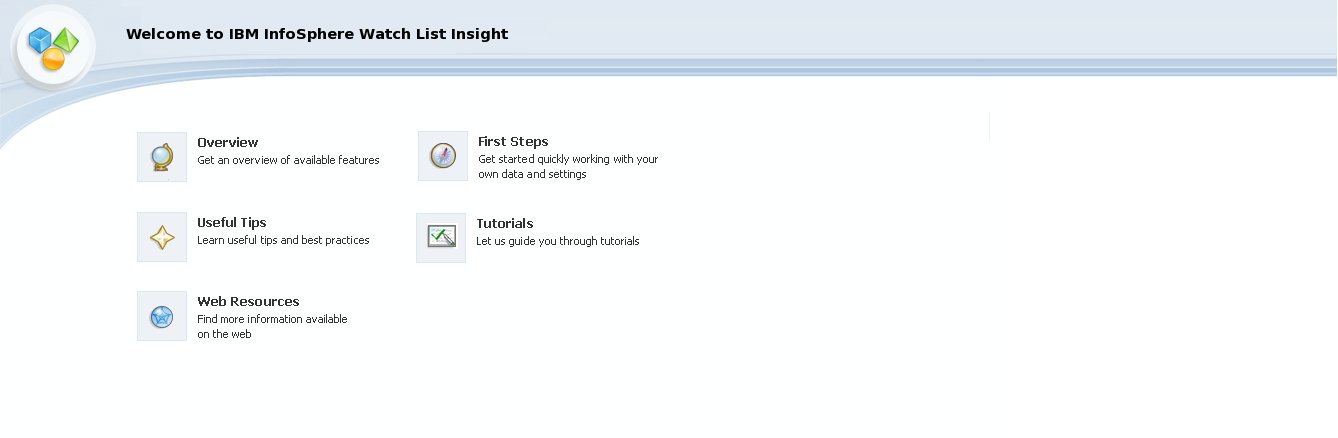 Welcome to IBM InfoSphere Watch List Insight
Overview
Get an overview of available features
First Steps
Get started quickly working with your
own data and settings
Useful Tips
Learn useful tips and best practices
Tutorials
Let us guide you through tutorials
Web Resources
Find more information available
on the web